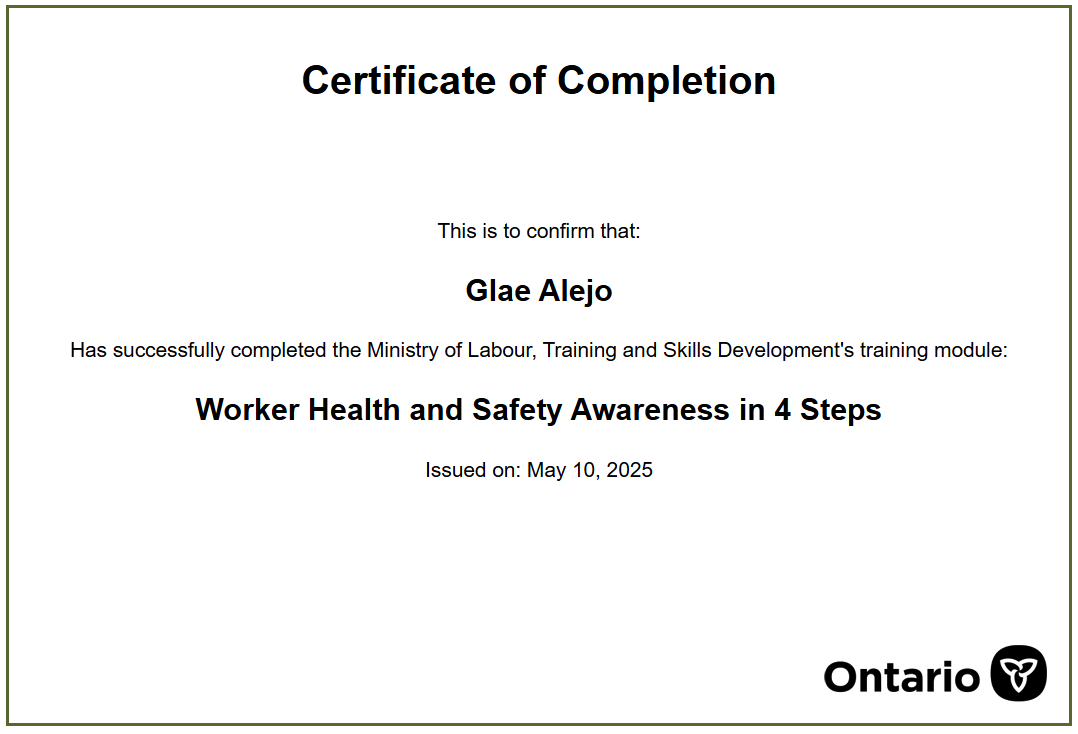 Certificate of Completion
This is to confirm that:
Glae Alejo
Has successfully completed the Ministry of Labour, Training and Skills Development's training module:
Worker Health and Safety Awareness in 4 Steps
Issued on: May 10, 2025
Ontario